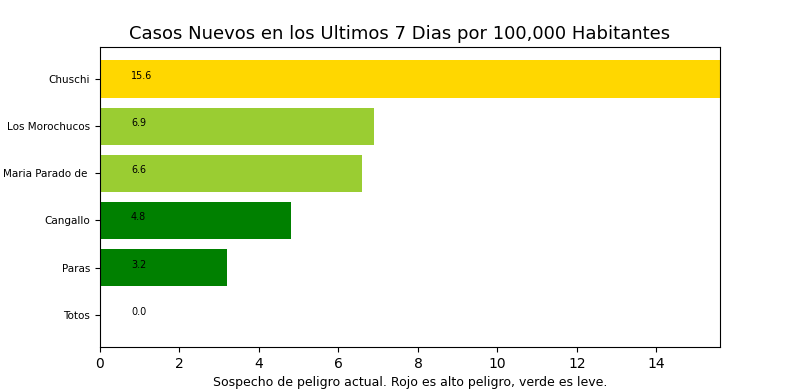 Casos Nuevos en los Ultimos 7 Dias por 100,000 Habitantes
Chuschi 15.6
Los Morochucos 6.9
Maria Parado de 6.6
Cangallo 4.8
Paras 3.2
Totos 0.0
0 2 4 6 8 10 12 14
Sospecho de peligro actual. Rojo es alto peligro, verde es leve.